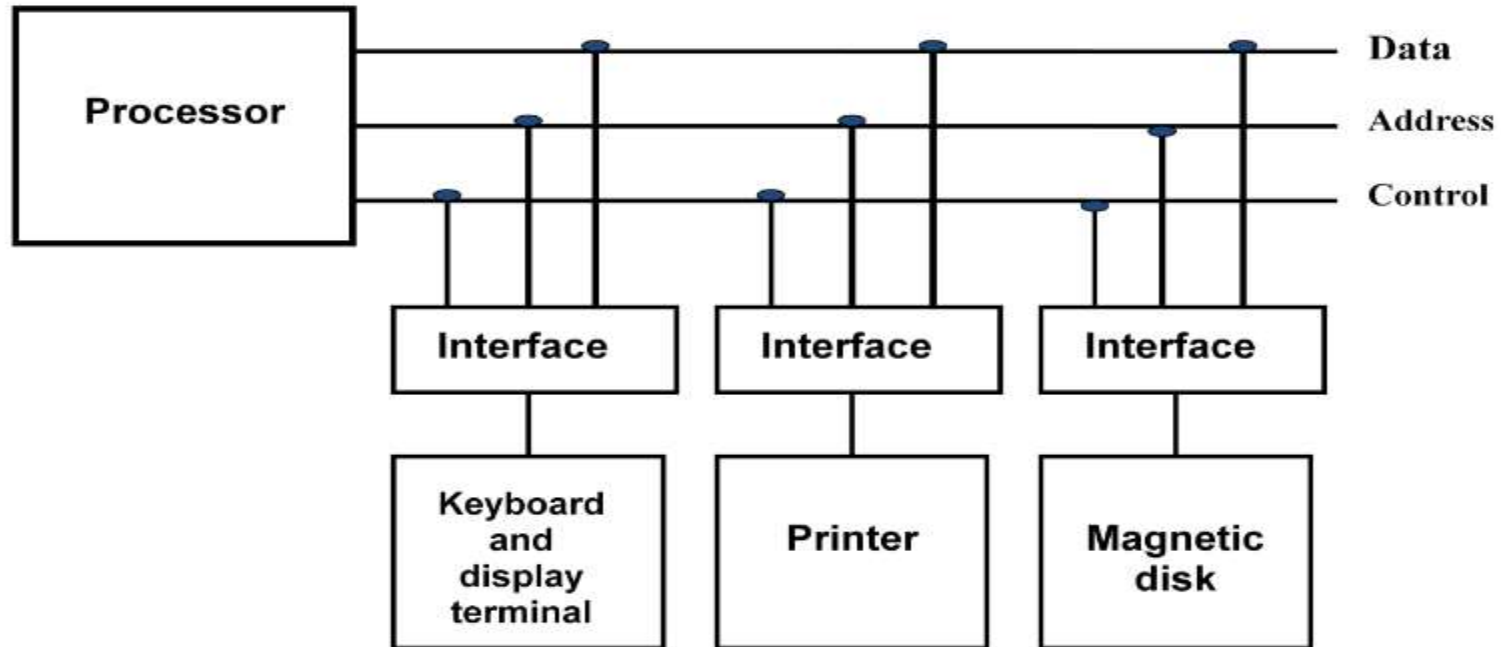 Data
Processor
Address
Control
Interface
Interface
Interface
Keyboard
and
display
terminal
Printer
Magnetic
disk